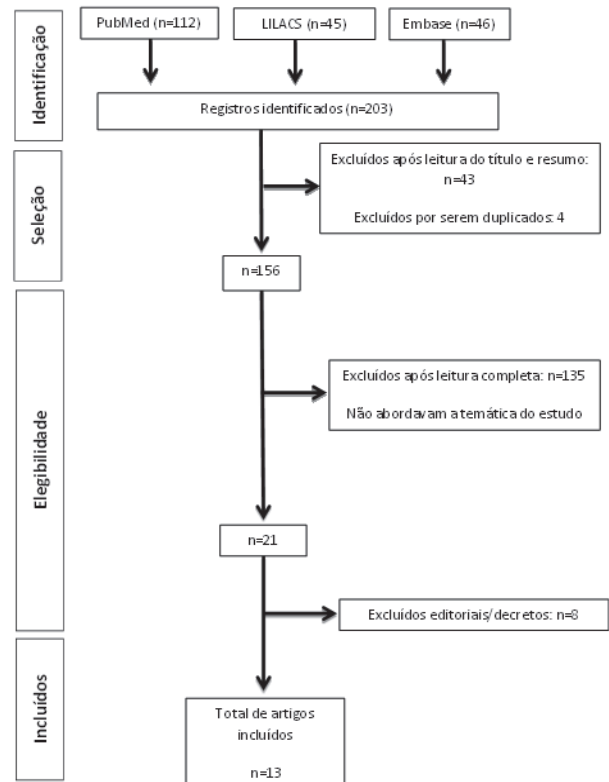 PubMed (n=112)
LILACS (n=45)
Embase (n=46)
Identificação
Registros identificados (n=203)
Seleção
Excluídos após leitura do título e resumo:
n=43
Excluídos por serem duplicados: 4
n=156
Elegibilidade
Excluídos após leitura completa: n=135
Não abordavam a temática do estudo
n=21
Excluídos editoriais/decretos: n=8
Incluídos
Total de artigos
incluídos
n=13